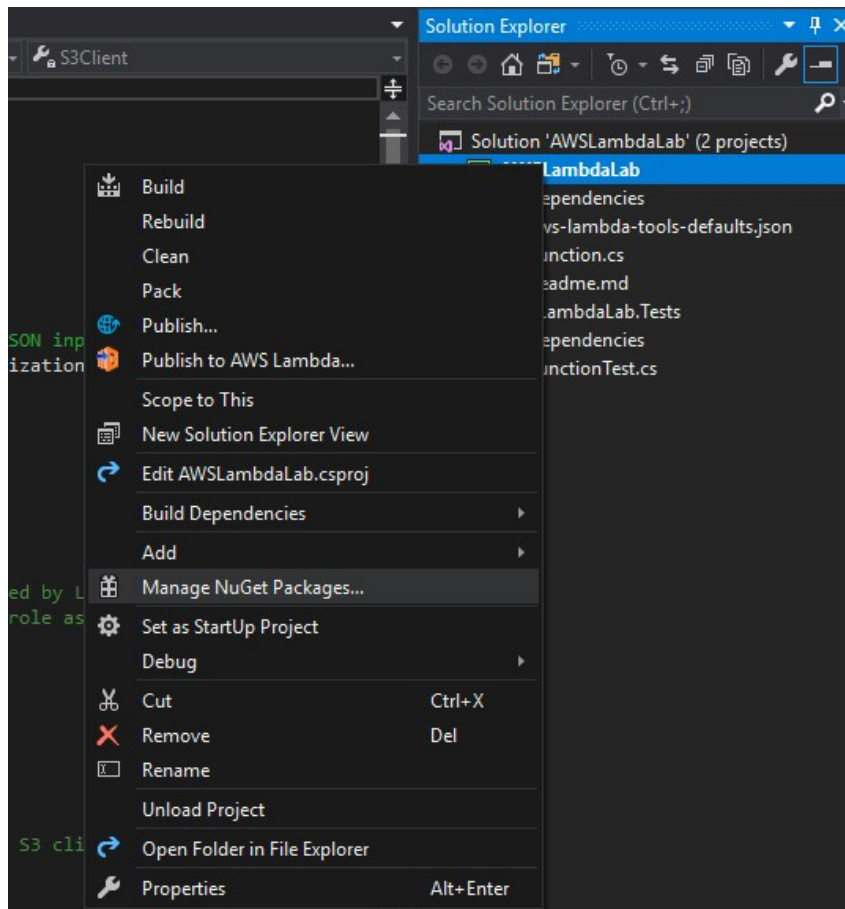 S3Client
Solution Explorer
Search Solution Explorer (Ctrl+;)
Solution 'AWSLambdaLab' (2 projects)
LambdaLab
ependencies
ws-lambda-tools-defaults.json
unction.cs
eadme.md
LambdaLab.Tests
ependencies
unctionTest.cs
SON inp
ization
ed by L
role as
S3 cli
Build
Rebuild
Clean
Pack
Publish...
Publish to AWS Lambda...
Scope to This
New Solution Explorer View
Edit AWSLambdaLab.csproj
Build Dependencies
Add
Manage NuGet Packages...
Set as StartUp Project
Debug
Cut Ctrl+X
Remove Del
Rename
Unload Project
Open Folder in File Explorer
Properties Alt+Enter